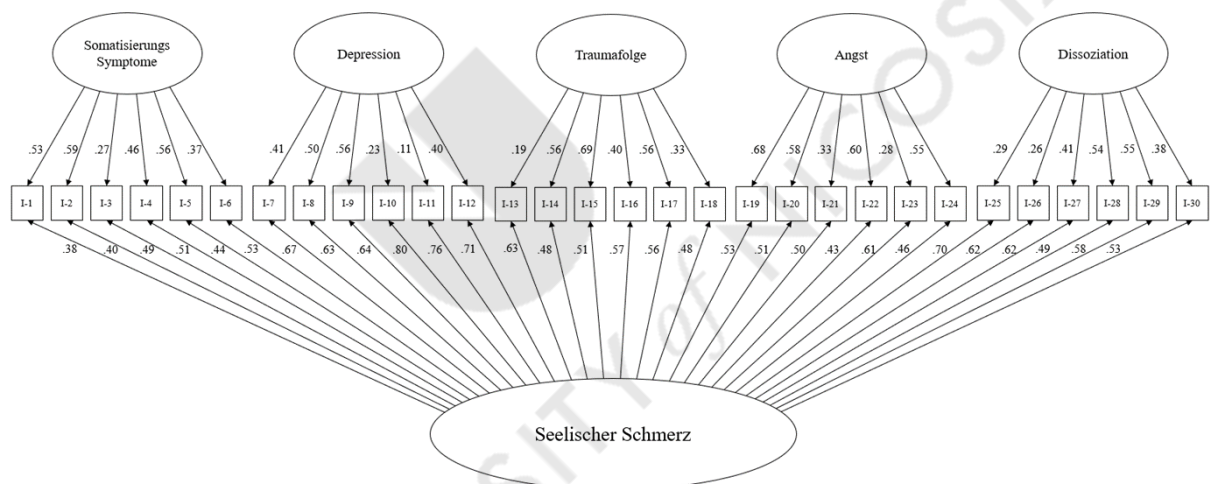 Somatisierungs
Symptome
Depression
Traumafolge
Angst
Dissoziation
.53 .59 .27 .46 .56 .37 .41 .50 .56 .23 .11 .40 .19 .56 .69 .40 .56 .33 .68 .58 .33 .60 .28 .55 .29 .26 .41 .54 .55 .38
I-1 I-2 I-3 I-4 I-5 I-6 I-7 I-8 I-9 I-10 I-11 I-12 I-13 I-14 I-15 I-16 I-17 I-18 I-19 I-20 I-21 I-22 I-23 I-24 I-25 I-26 I-27 I-28 I-29 I-30
.38 .40 .49 .51 .44 .53 .67 .63 .64 .80 .76 .71 .63 .48 .51 .57 .56 .48 .53 .51 .50 .43 .61 .46 .70 .62 .62 .49 .58 .53
Seelischer Schmerz
SITY of NICOSIA